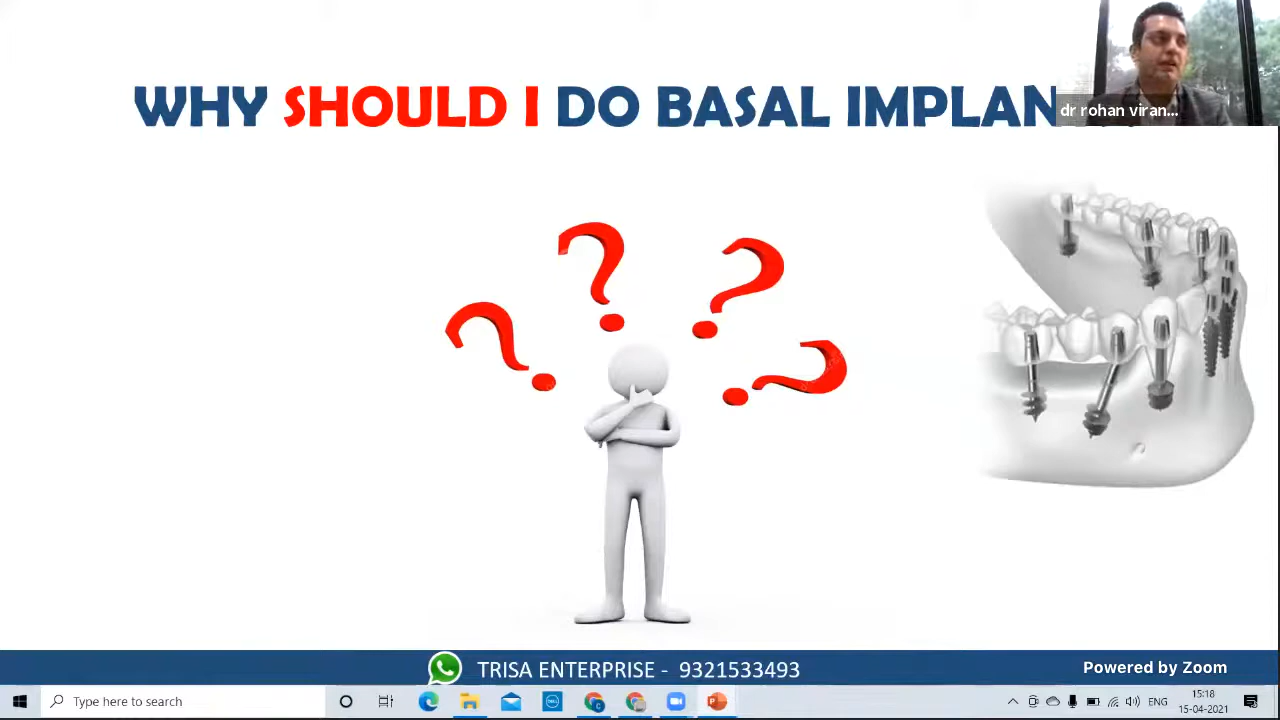 WHY SHOULD I DO BASAL
dr rohan viran...
TRISA ENTERPRISE - 9321533493
Powered by Zoom
Type here to search
ENG
15:18
15-04-2021